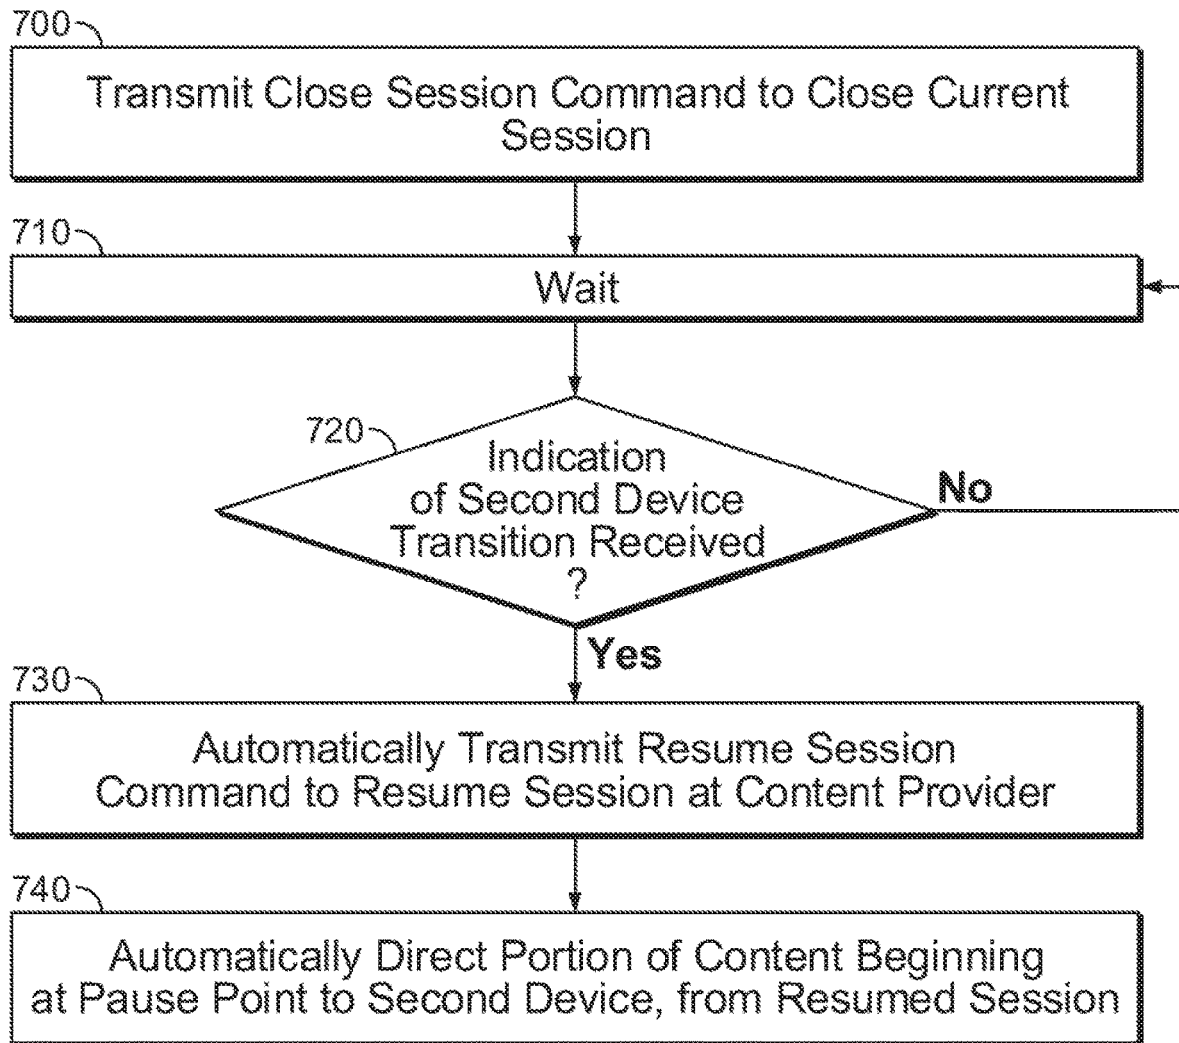 700
Transmit Close Session Command to Close Current
Session
710
Wait
720
Indication
of Second Device
Transition Received
?
No
Yes
730
Automatically Transmit Resume Session
Command to Resume Session at Content Provider
740
Automatically Direct Portion of Content Beginning
at Pause Point to Second Device, from Resumed Session